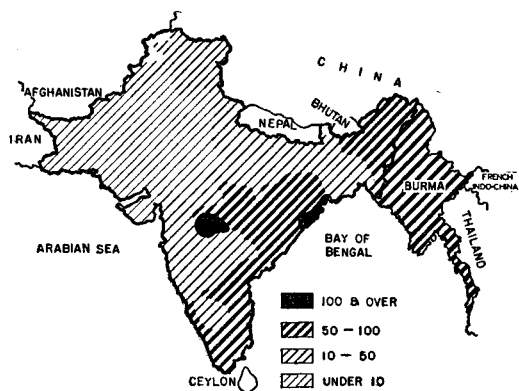 CHINA
AFGHANISTAN
IRAN
NEPAL
BHUTAN
BURMA
FRENCH
INDO-CHINA
THAILAND
ARABIAN SEA
BAY OF
BENGAL
100 & OVER
50 - 100
10 - 50
UNDER 10
CEYLON